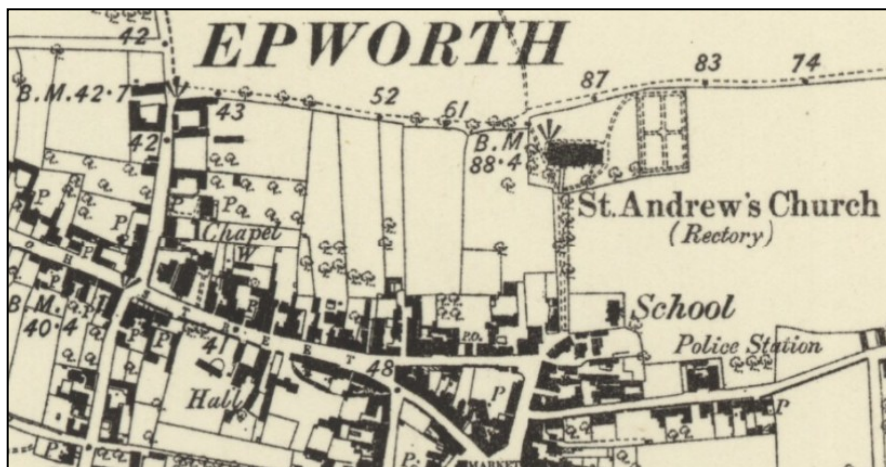 42
EPWORTH
83
74
87
B.M.42·7
43
52
61
42
B.M
88·4
St. Andrew's Church
(Rectory)
P
P
P
Chapel
W
P
P
P
B.M.
40·4
School
P.O.
Police Station
48
Hall
P
P
P
P
MARKET